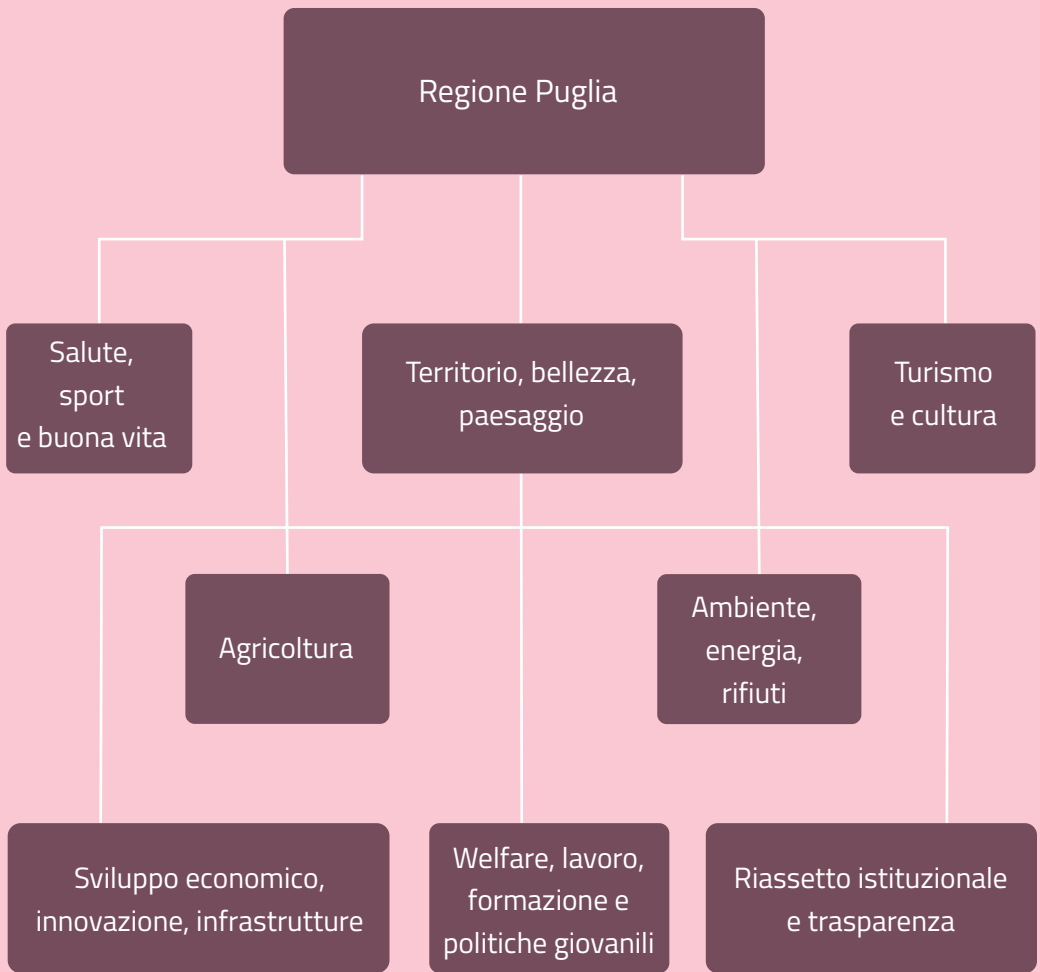 Regione Puglia
Salute,
sport
e buona vita
Territorio, bellezza,
paesaggio
Turismo
e cultura
Agricoltura
Ambiente,
energia,
rifiuti
Sviluppo economico,
innovazione, infrastrutture
Welfare, lavoro,
formazione e
politiche giovanili
Riassetto istituzionale
e trasparenza